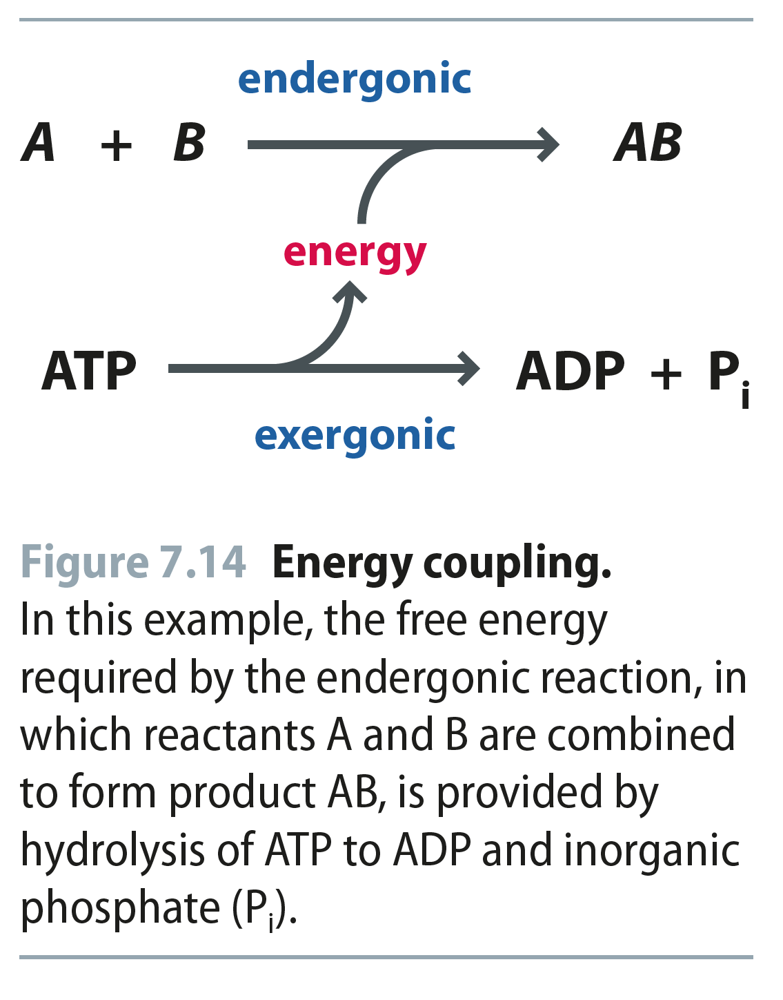 endergonic
A + B AB
energy
ATP ADP + Pi
exergonic
Figure 7.14 Energy coupling.
In this example, the free energy
required by the endergonic reaction, in
which reactants A and B are combined
to form product AB, is provided by
hydrolysis of ATP to ADP and inorganic
phosphate (Pi).